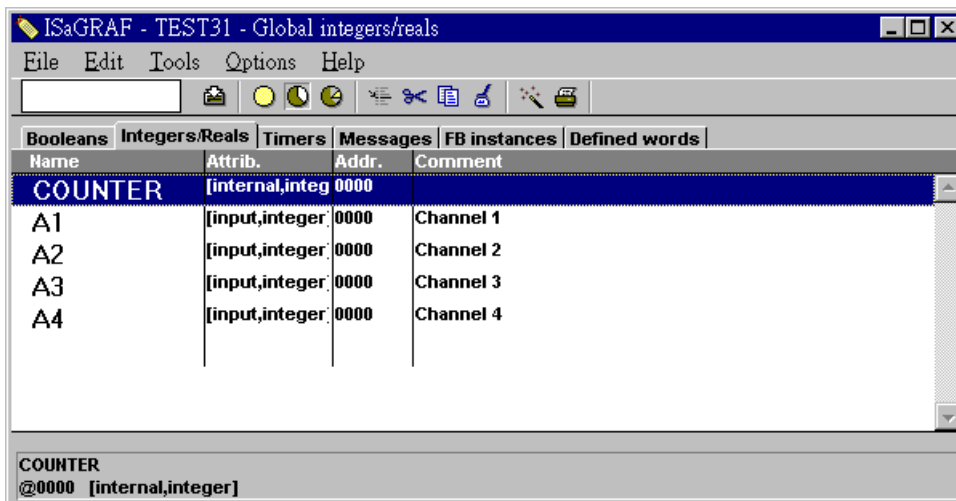 ISaGRAF - TEST31 - Global integers/reals
File Edit Tools Options Help
Booleans Integers/Reals Timers Messages FB instances Defined words
Name Attrib. Addr. Comment
COUNTER [internal,integ 0000
A1 [input,integer] 0000 Channel 1
A2 [input,integer] 0000 Channel 2
A3 [input,integer] 0000 Channel 3
A4 [input,integer] 0000 Channel 4
COUNTER
@0000 [internal,integer]